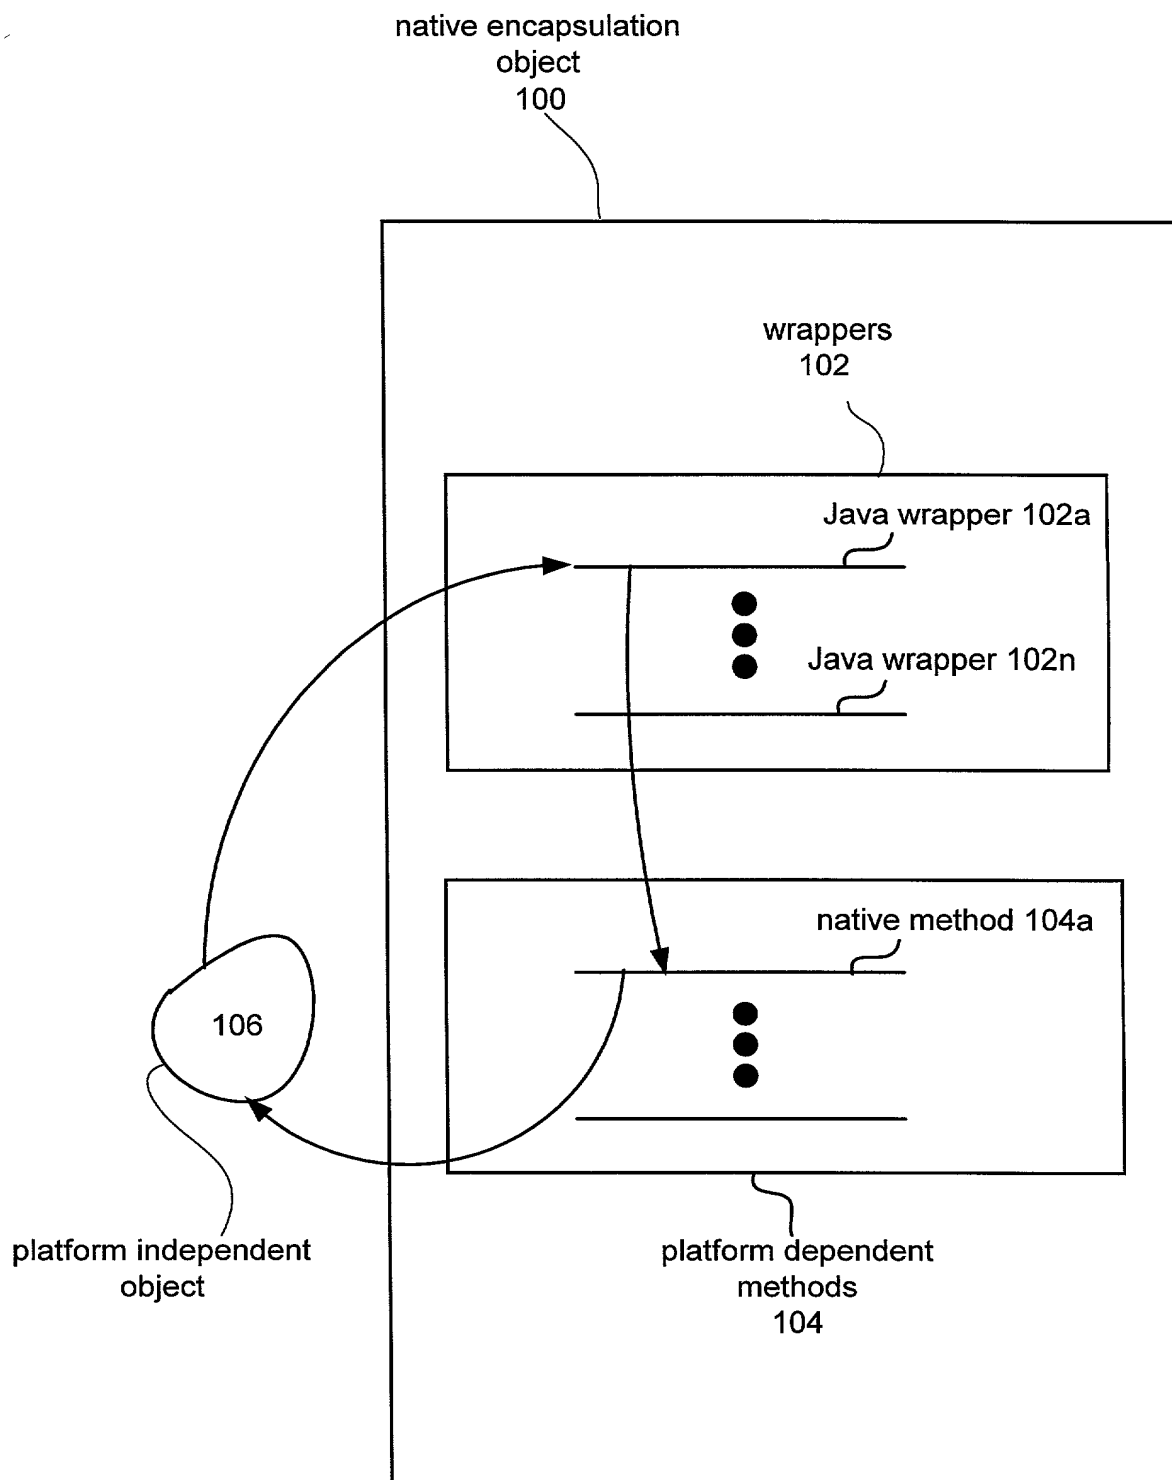 native encapsulation
object
100
wrappers
102
Java wrapper 102a
Java wrapper 102n
native method 104a
106
platform independent
object
platform dependent
methods
104